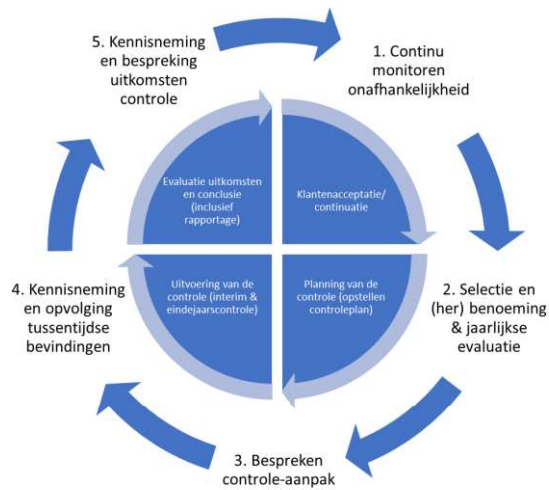 5. Kennisneming
en bespreking
uitkomsten
controle
1. Continu
monitoren
onafhankelijkheid
Evaluatie uitkomsten
en conclusie
(inclusief
rapportage)
Klantenacceptatie/
continuatie
Uitvoering van de
controle (interim &
eindejaarscontrole)
Planning van de
controle (opstellen
controleplan)
4. Kennisneming
en opvolging
tussentijdse
bevindingen
2. Selectie en
(her) benoeming
& jaarlijkse
evaluatie
3. Bespreken
controle-aanpak